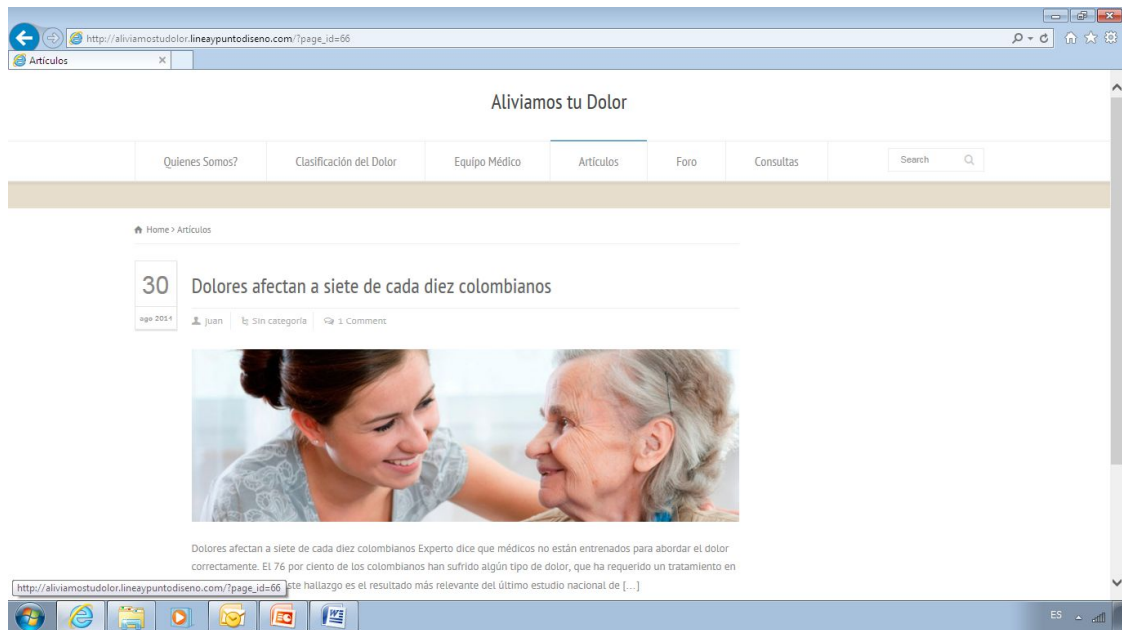 http://aliviamostudolor.lineaypuntodiseno.com/?page_id=66
Artículos
Aliviamos tu Dolor
Quienes Somos?
Clasificación del Dolor
Equipo Médico
Artículos
Foro
Consultas
Search
Home > Artículos
30
ago 2014
Dolores afectan a siete de cada diez colombianos
juan
Sin categoría
1 Comment
Dolores afectan a siete de cada diez colombianos Experto dice que médicos no están entrenados para abordar el dolor
correctamente. El 76 por ciento de los colombianos han sufrido algún tipo de dolor, que ha requerido un tratamiento en
ste hallazgo es el resultado más relevante del último estudio nacional de [...]
http://aliviamostudolor.lineaypuntodiseno.com/?page_id=66
ES